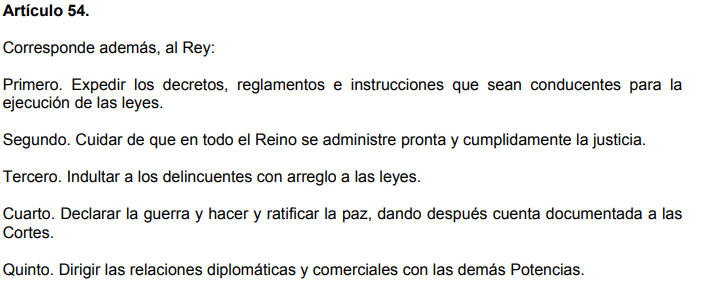 Artículo 54.
Corresponde además, al Rey:
Primero. Expedir los decretos, reglamentos e instrucciones que sean conducentes para la
ejecución de las leyes.
Segundo. Cuidar de que en todo el Reino se administre pronta y cumplidamente la justicia.
Tercero. Indultar a los delincuentes con arreglo a las leyes.
Cuarto. Declarar la guerra y hacer y ratificar la paz, dando después cuenta documentada a las
Cortes.
Quinto. Dirigir las relaciones diplomáticas y comerciales con las demás Potencias.